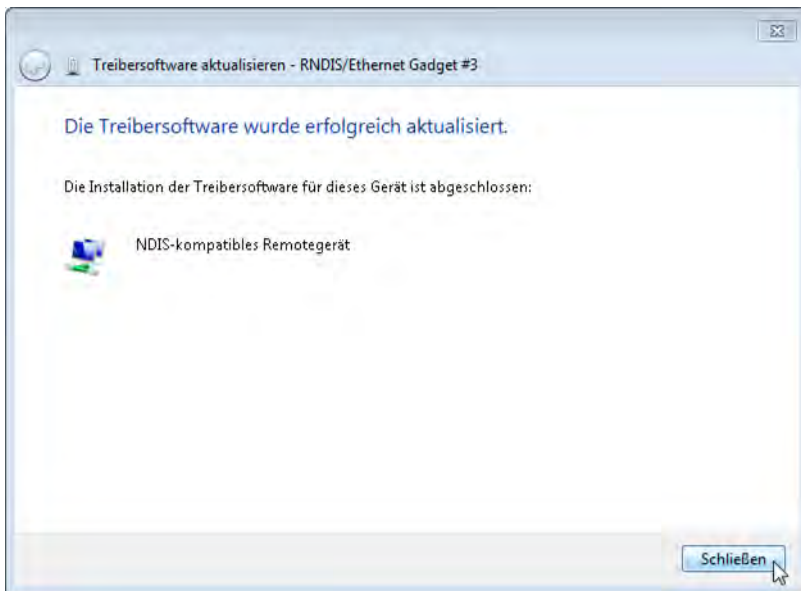 Treibersoftware aktualisieren - RNDIS/Ethernet Gadget #3
Die Treibersoftware wurde erfolgreich aktualisiert.
Die Installation der Treibersoftware für dieses Gerät ist abgeschlossen:
NDIS-kompatibles Remotegerät
Schließen